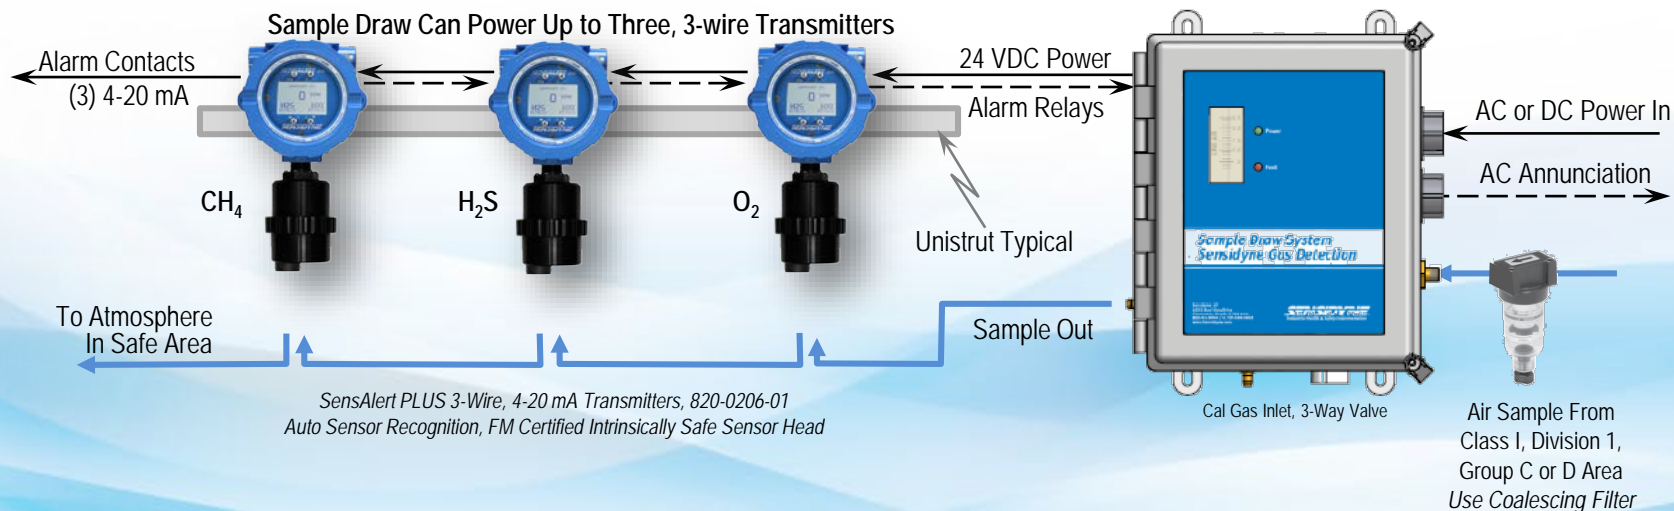 Sample Draw Can Power Up to Three, 3-wire Transmitters
Alarm Contacts
(3) 4-20 mA
24 VDC Power
Alarm Relays
AC or DC Power In
AC Annunciation
CH4
H2S
O2
Unistrut Typical
Power
Fault
Sample Draw System
Sensidyne Gas Detection
SENSIDYNE
To Atmosphere
In Safe Area
Sample Out
SensAlert PLUS 3-Wire, 4-20 mA Transmitters, 820-0206-01
Auto Sensor Recognition, FM Certified Intrinsically Safe Sensor Head
Cal Gas Inlet, 3-Way Valve
Air Sample From
Class I, Division 1,
Group C or D Area
Use Coalescing Filter